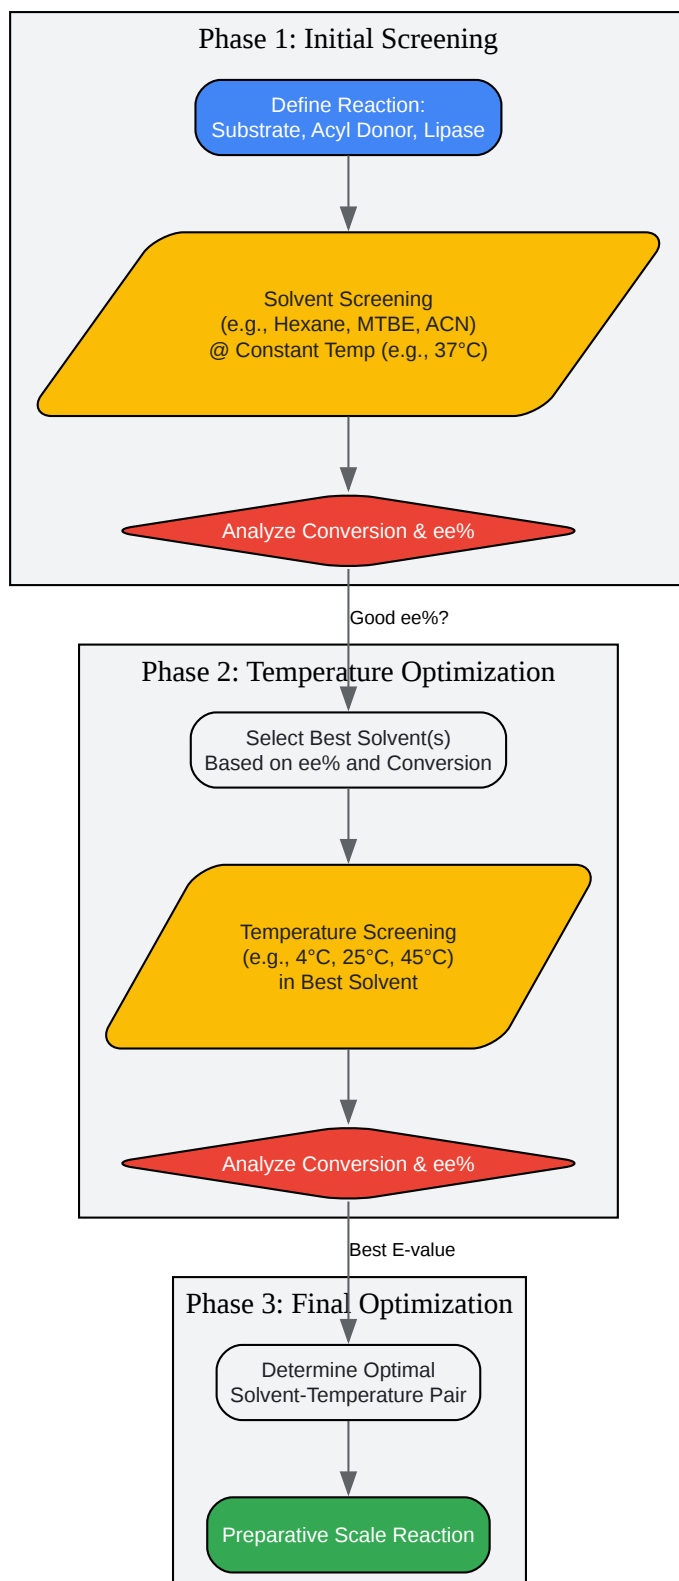 Phase 1: Initial Screening
Define Reaction:
Substrate, Acyl Donor, Lipase
Solvent Screening
(e.g., Hexane, MTBE, ACN)
@ Constant Temp (e.g., 37°C)
Analyze Conversion & ee%
Good ee%?
Phase 2: Temperature Optimization
Select Best Solvent(s)
Based on ee% and Conversion
Temperature Screening
(e.g., 4°C, 25°C, 45°C)
in Best Solvent
Analyze Conversion & ee%
Best E-value
Phase 3: Final Optimization
Determine Optimal
Solvent-Temperature Pair
Preparative Scale Reaction